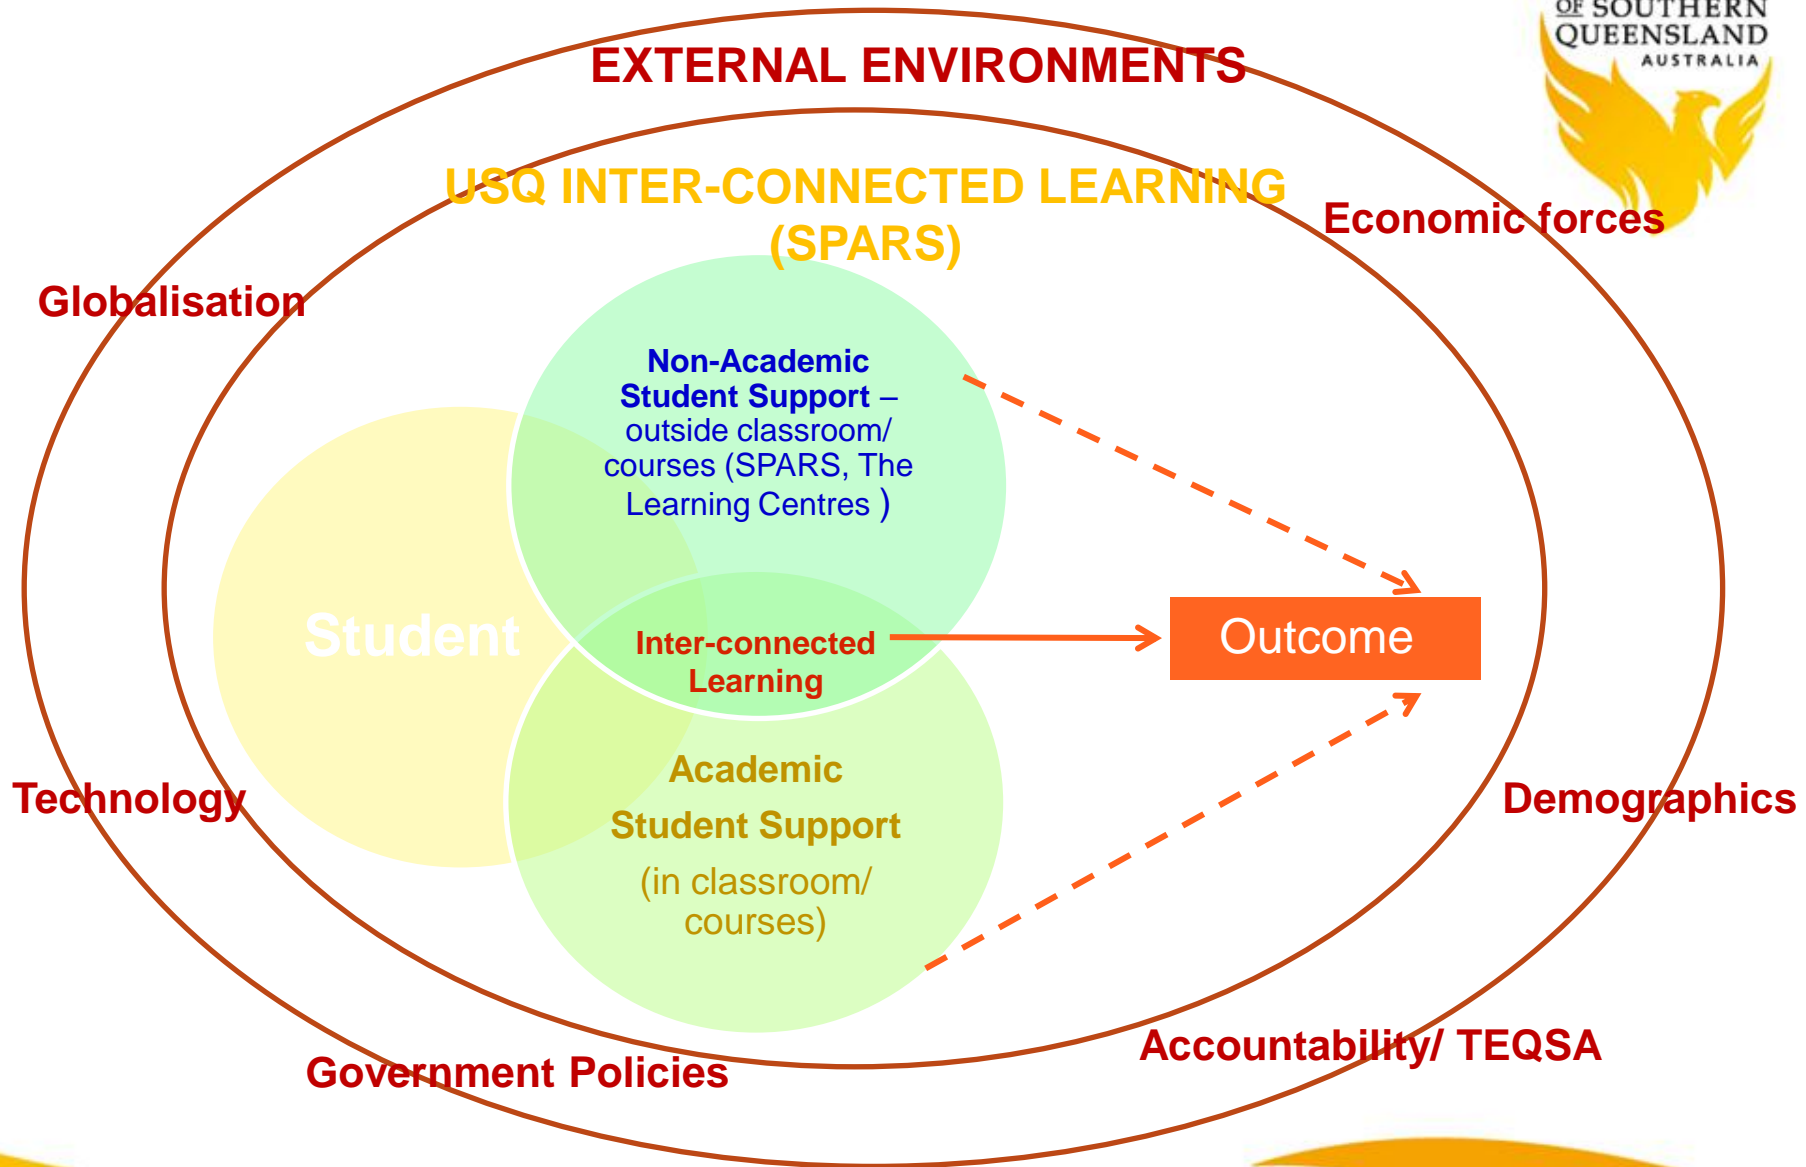 OF SOUTHERN
QUEENSLAND
AUSTRALIA
EXTERNAL ENVIRONMENTS
USQ INTER-CONNECTED LEARNING
(SPARS)
Economic forces
Globalisation
Non-Academic
Student Support –
outside classroom/
courses (SPARS, The
Learning Centres )
Student
Inter-connected
Learning
Outcome
Academic
Student Support
(in classroom/
courses)
Technology
Demographics
Accountability/ TEQSA
Government Policies